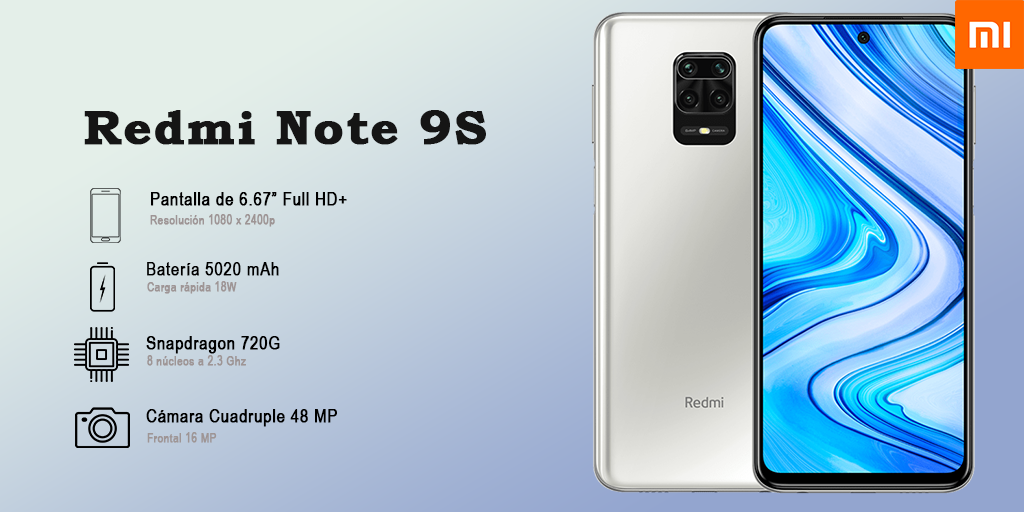 Redmi Note 9S
Pantalla de 6.67” Full HD+
Resolución 1080 x 2400p
Batería 5020 mAh
Carga rápida 18W
Snapdragon 720G
8 núcleos a 2.3 Ghz
Cámara Cuadruple 48 MP
Frontal 16 MP
Redmi
mi